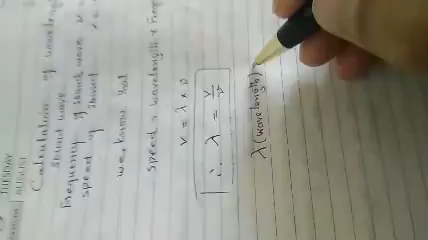 TUESDAY
AUGUST
Calculation of wavelength
sound wave
Frequency of sound wave ν =
speed of sound v =
we know that
speed = wavelength × Freq
v = λ × ν
∴ λ = v/ν
λ (wavelength) =